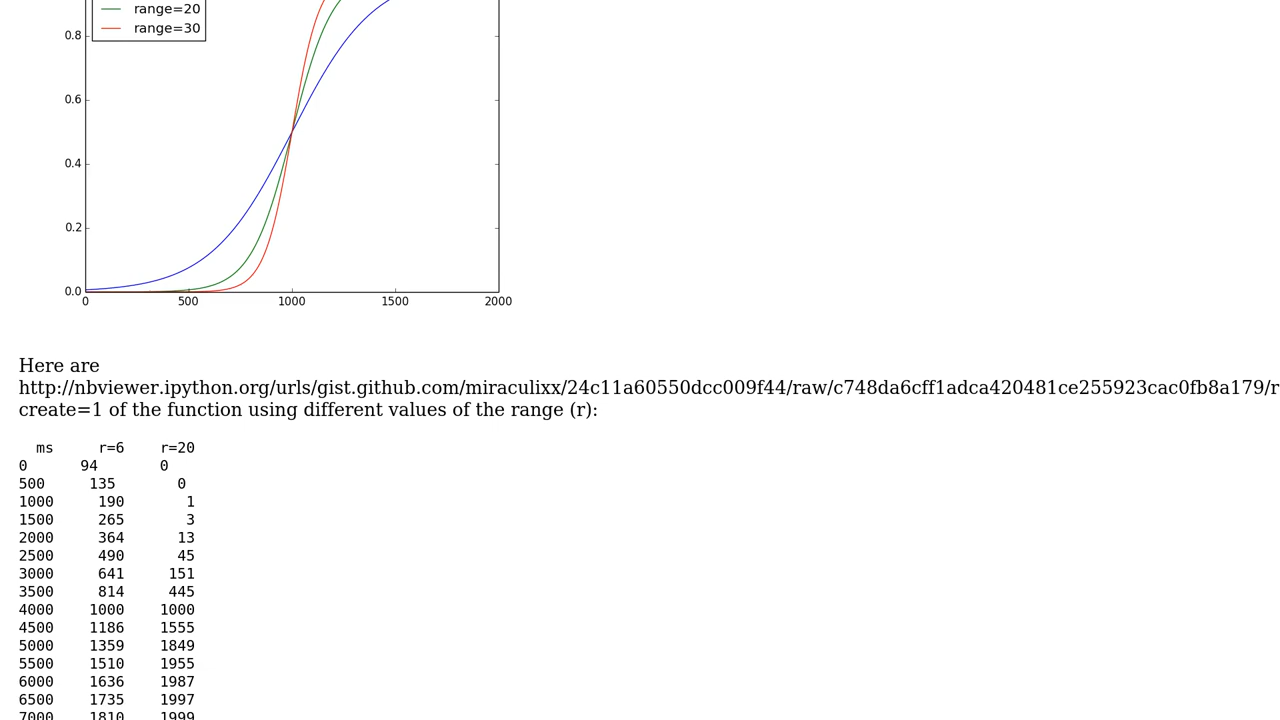 range=20
range=30
0.8
0.6
0.4
0.2
0.0
0 500 1000 1500 2000
Here are
http://nbviewer.ipython.org/urls/gist.github.com/miraculixx/24c11a60550dcc009f44/raw/c748da6cff1adca420481ce255923cac0fb8a179/r
create=1 of the function using different values of the range (r):
ms r=6 r=20
0 94 0
500 135 0
1000 190 1
1500 265 3
2000 364 13
2500 490 45
3000 641 151
3500 814 445
4000 1000 1000
4500 1186 1555
5000 1359 1849
5500 1510 1955
6000 1636 1987
6500 1735 1997
7000 1810 1999